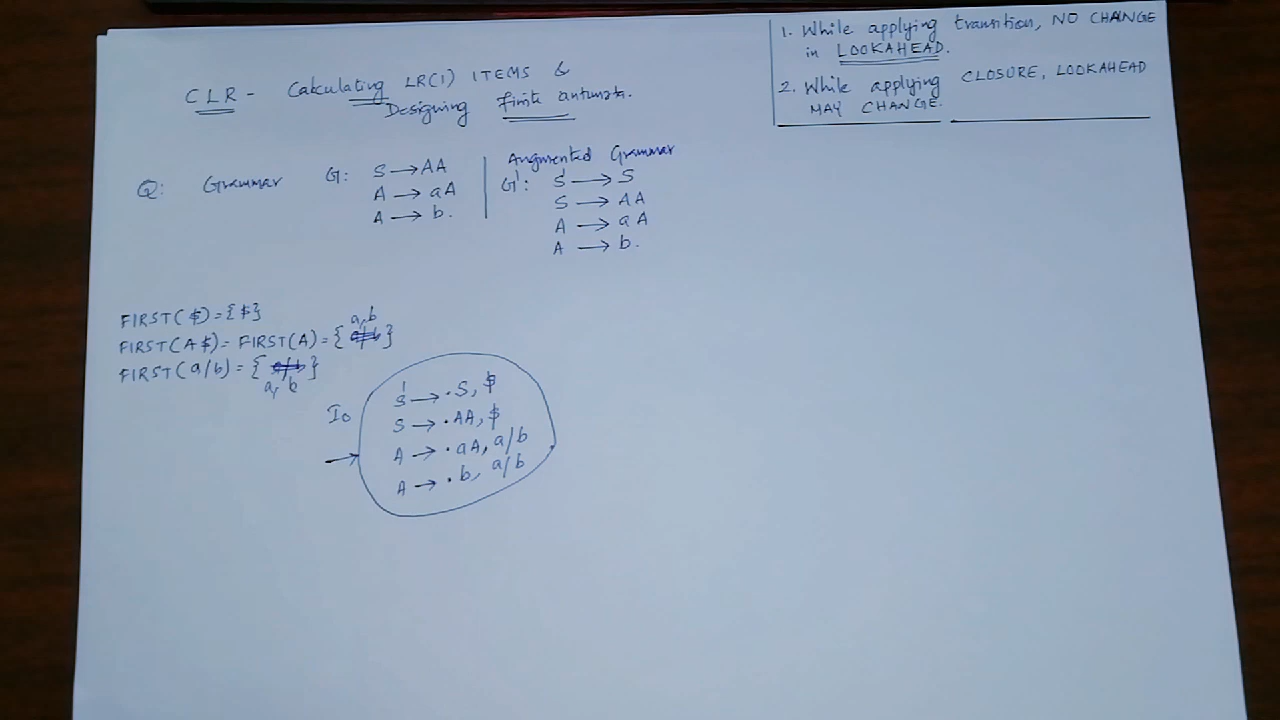 1. While applying transition, NO CHANGE
in LOOKAHEAD.
2. While applying CLOSURE, LOOKAHEAD
MAY CHANGE.
CLR - Calculating LR(1) ITEMS &
Designing finite automata.
Q: Grammar G: S → AA
A → aA
A → b.
Augmented Grammar
G': S' → S
S → AA
A → aA
A → b.
FIRST($) = {$}
FIRST(A$) = FIRST(A) = {a,b}
FIRST(a/b) = {a, b}
I0
S' → .S, $
S → .AA, $
A → .aA, a/b
A → .b, a/b